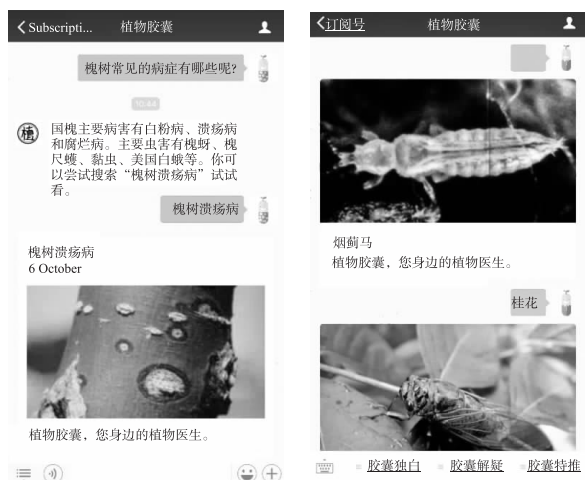 Subscripti...
植物胶囊
槐树常见的病症有哪些呢?
10:44
国槐主要病害有白粉病、溃疡病
和腐烂病。主要虫害有槐蚜、槐
尺蠖、黏虫、美国白蛾等。你可
以尝试搜索“槐树溃疡病”试试
看。
槐树溃疡病
槐树溃疡病
6 October
植物胶囊，您身边的植物医生。
订阅号
植物胶囊
烟蓟马
植物胶囊，您身边的植物医生。
桂花
胶囊独白
胶囊解疑
胶囊特推